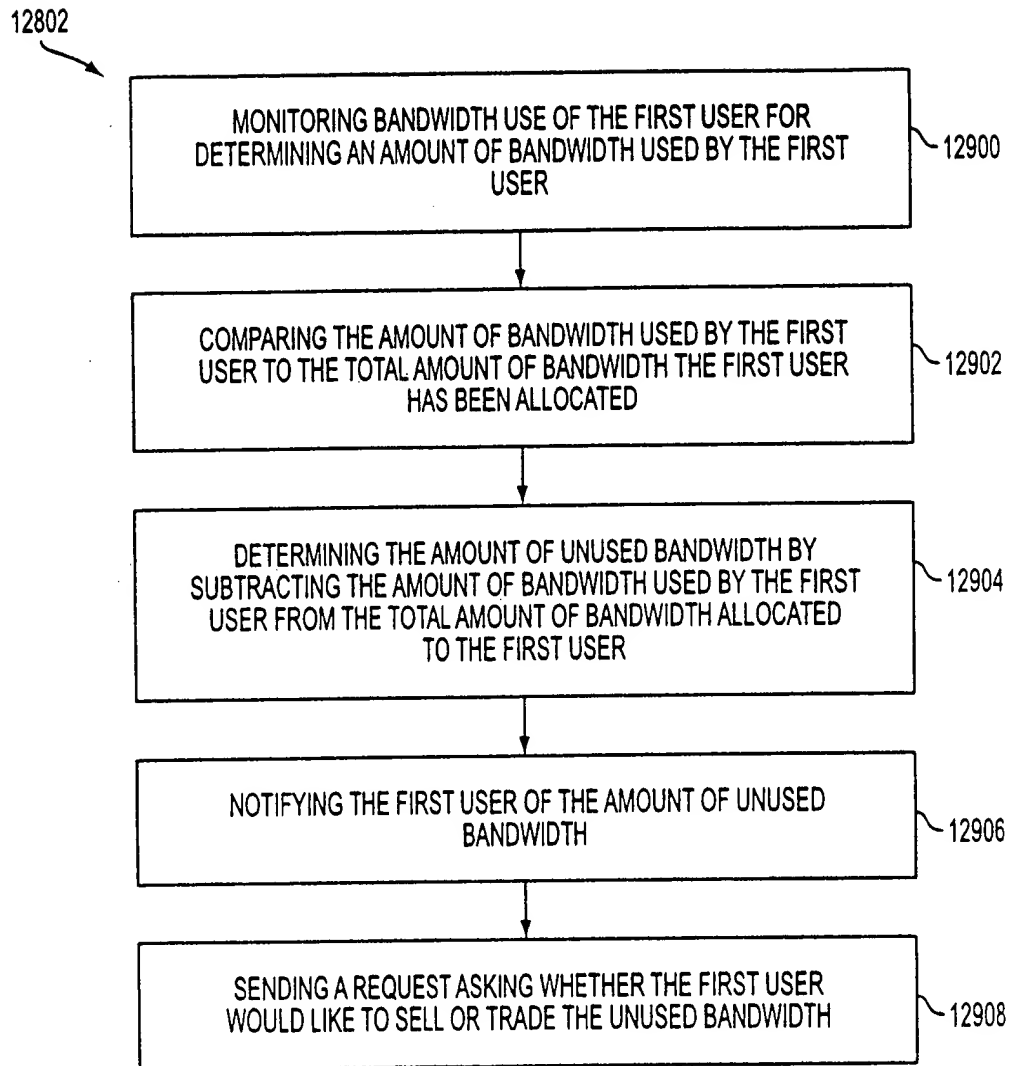 12802
MONITORING BANDWIDTH USE OF THE FIRST USER FOR
DETERMINING AN AMOUNT OF BANDWIDTH USED BY THE FIRST
USER
12900
COMPARING THE AMOUNT OF BANDWIDTH USED BY THE FIRST
USER TO THE TOTAL AMOUNT OF BANDWIDTH THE FIRST USER
HAS BEEN ALLOCATED
12902
DETERMINING THE AMOUNT OF UNUSED BANDWIDTH BY
SUBTRACTING THE AMOUNT OF BANDWIDTH USED BY THE FIRST
USER FROM THE TOTAL AMOUNT OF BANDWIDTH ALLOCATED
TO THE FIRST USER
12904
NOTIFYING THE FIRST USER OF THE AMOUNT OF UNUSED
BANDWIDTH
12906
SENDING A REQUEST ASKING WHETHER THE FIRST USER
WOULD LIKE TO SELL OR TRADE THE UNUSED BANDWIDTH
12908